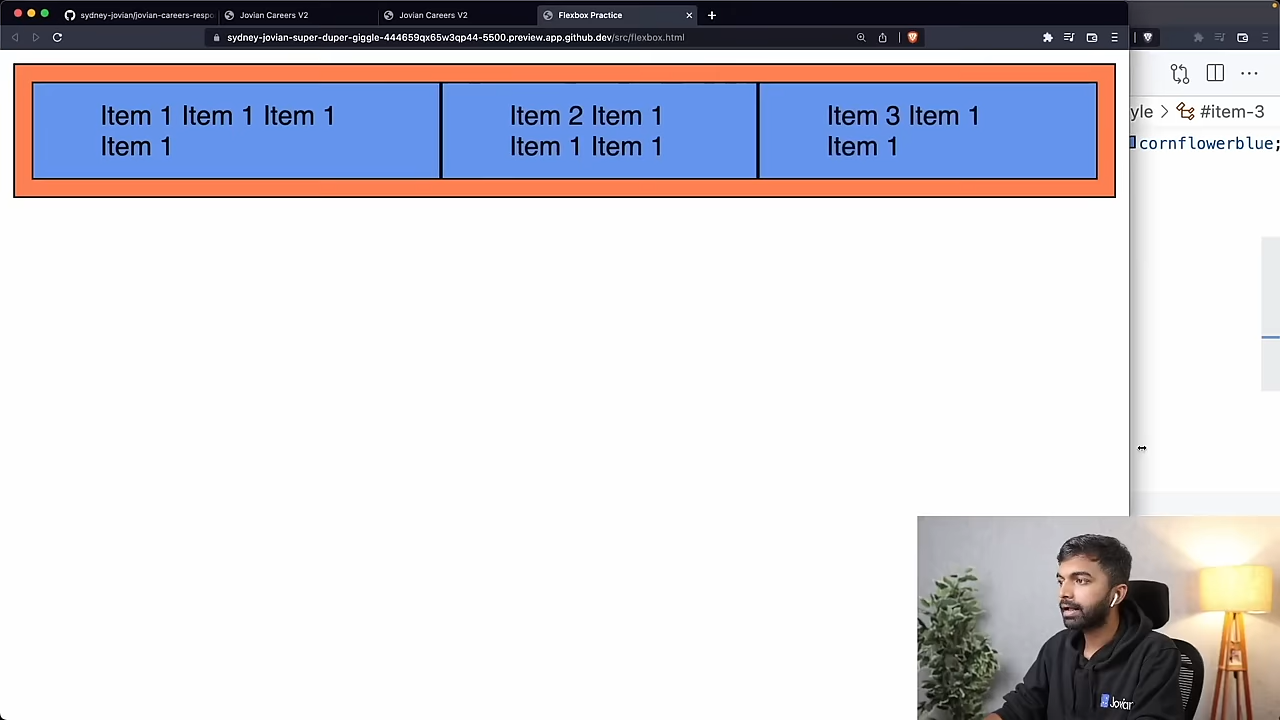 sydney-jovian/jovian-careers-respo
Jovian Careers V2
Jovian Careers V2
Flexbox Practice
sydney-jovian-super-duper-giggle-444659qx65w3qp44-5500.preview.app.github.dev/src/flexbox.html
yle > #item-3
cornflowerblue;
Item 1 Item 1 Item 1
Item 1
Item 2 Item 1
Item 1 Item 1
Item 3 Item 1
Item 1
Jovian